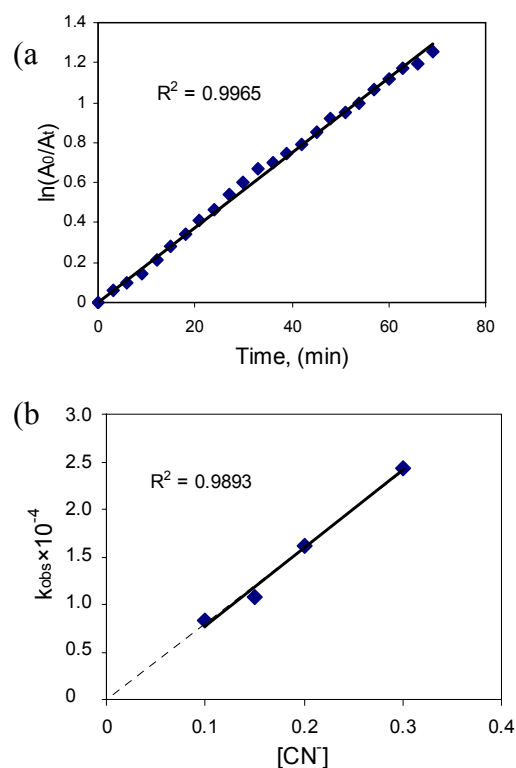 (a
1.4
1.2
1
0.8
0.6
0.4
0.2
0
ln(A0/At)
R² = 0.9965
0 20 40 60 80
Time, (min)
(b
3.0
2.5
2.0
1.5
1.0
0.5
0
kobs×10⁻⁴
R² = 0.9893
0 0.1 0.2 0.3 0.4
[CN⁻]